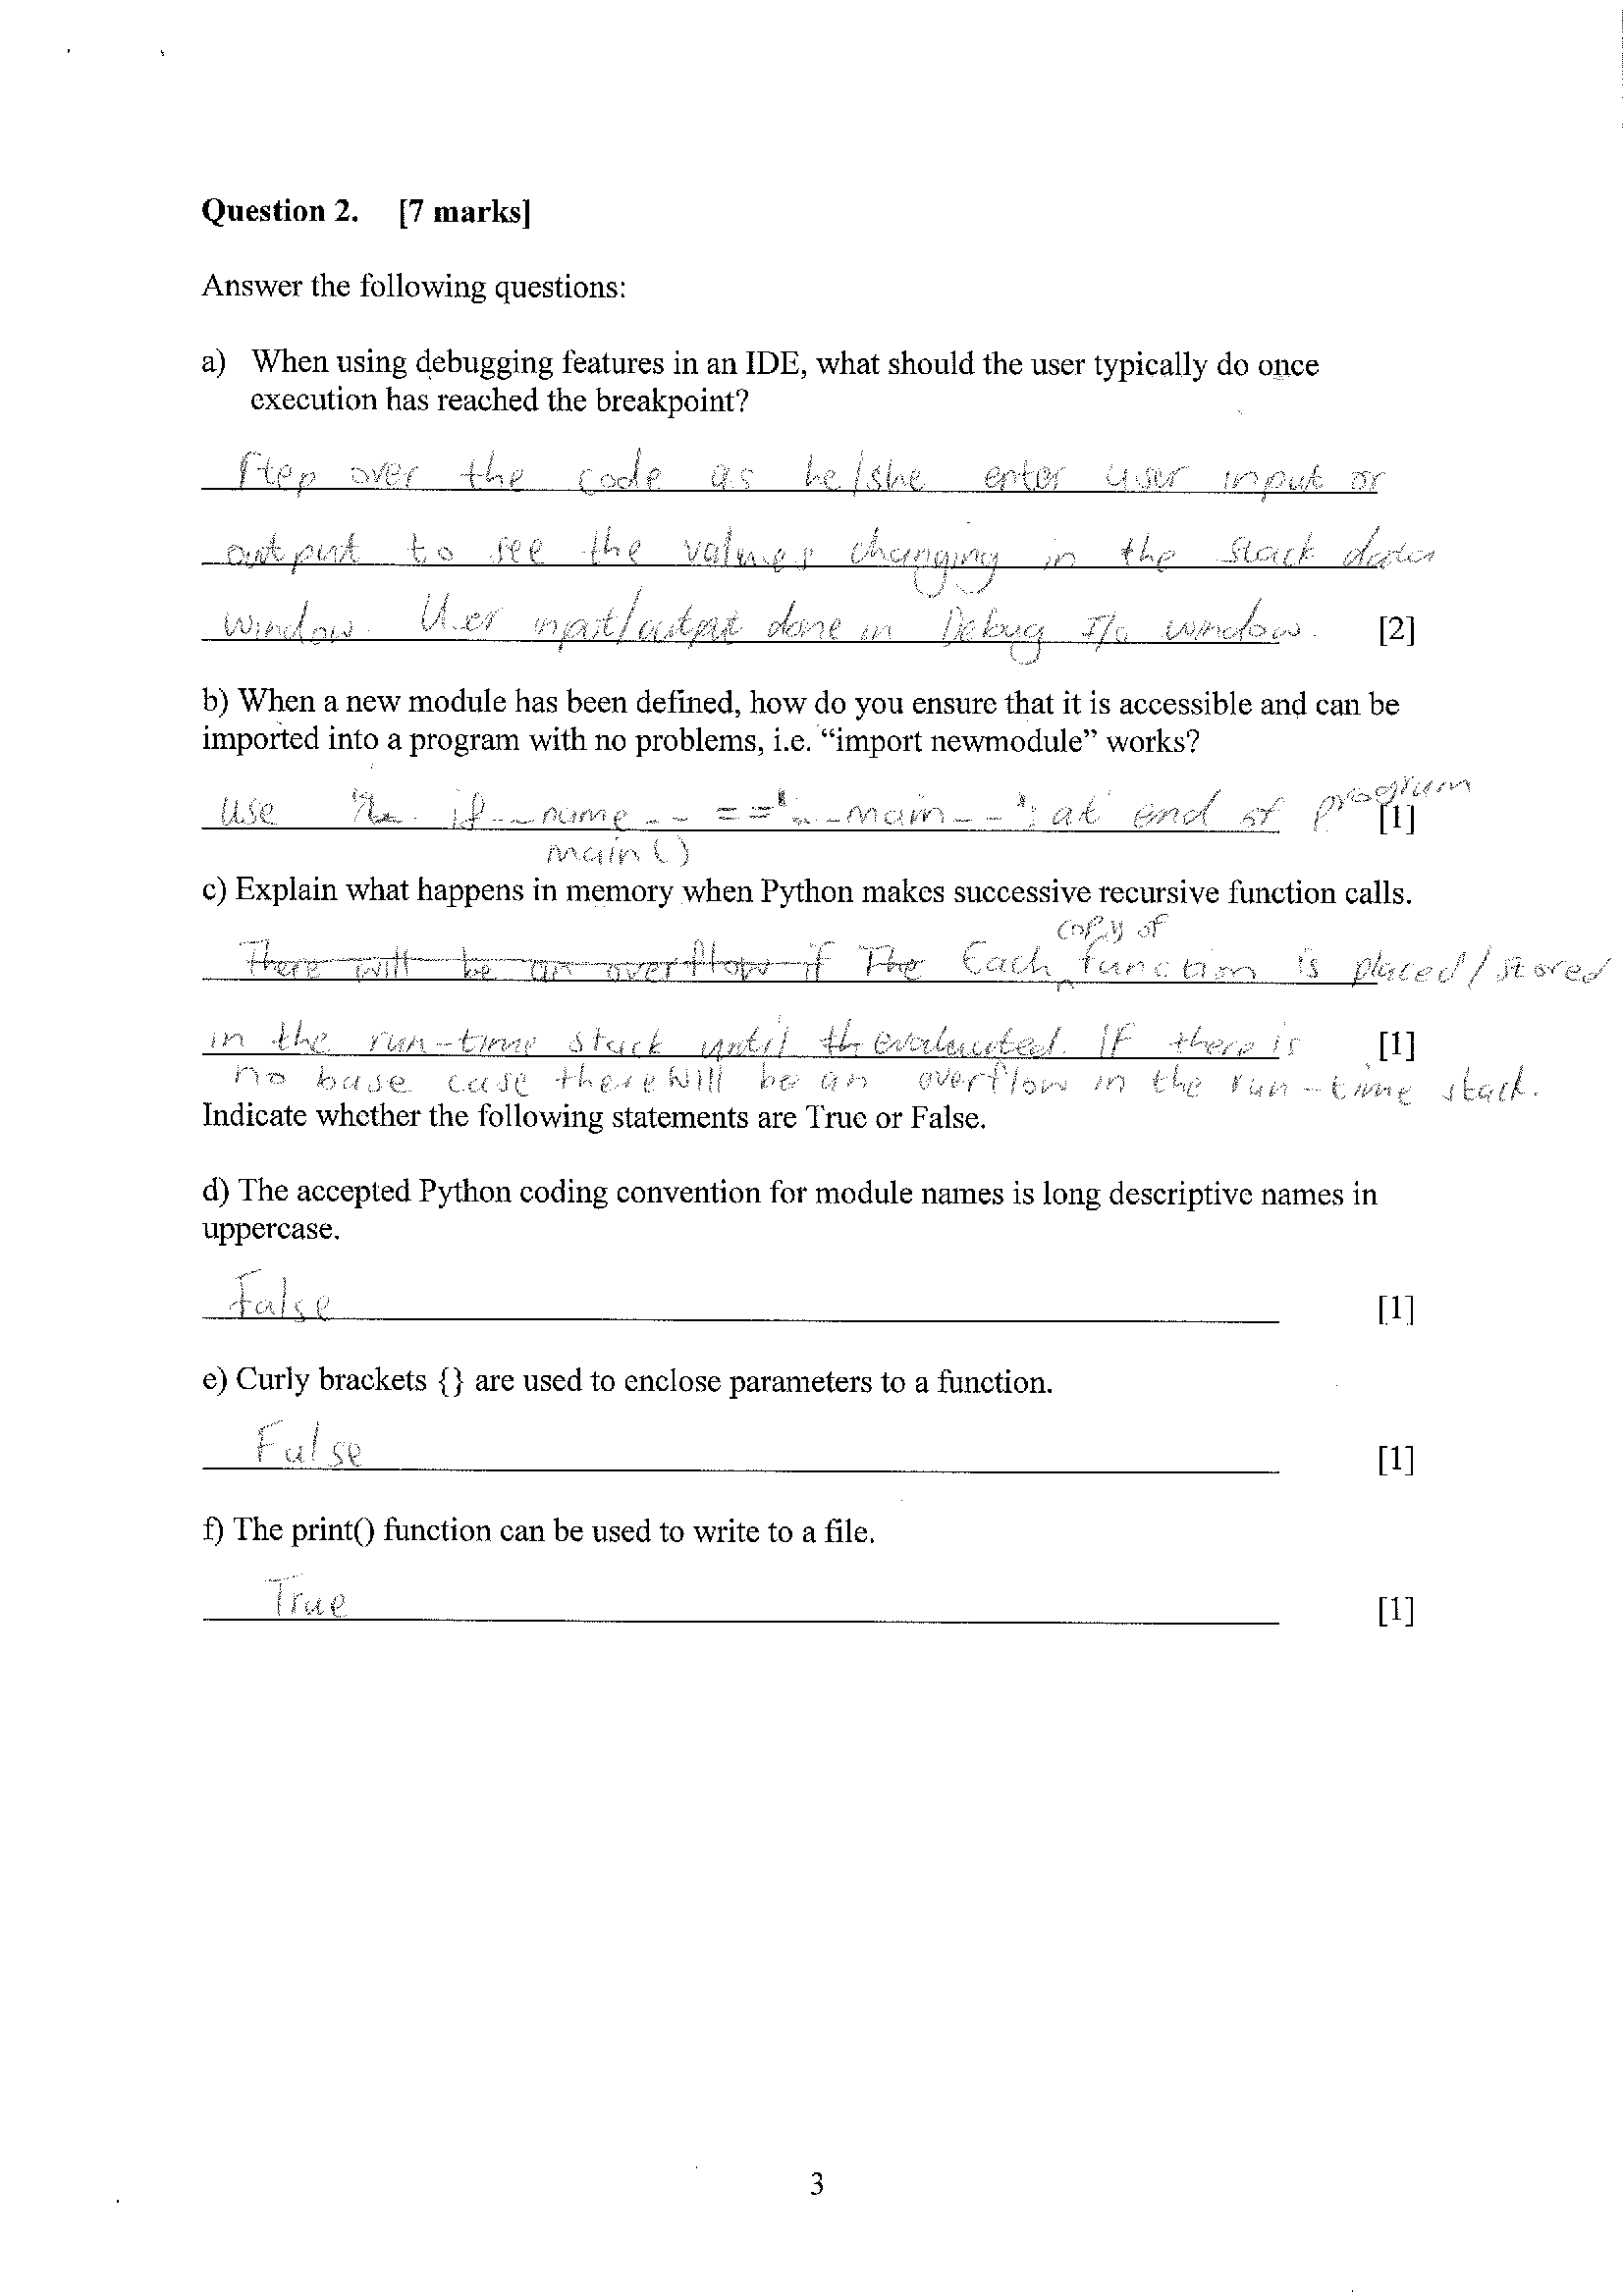 Question 2. [7 marks]
Answer the following questions:
a) When using debugging features in an IDE, what should the user typically do once
execution has reached the breakpoint?
Step over the code as he/she enter user input or
output to see the values changing in the stack data
window. User input/output done in Debug I/o window. [2]
b) When a new module has been defined, how do you ensure that it is accessible and can be
imported into a program with no problems, i.e. “import newmodule” works?
use if __name__ == '__main__': at end of program [1]
main()
c) Explain what happens in memory when Python makes successive recursive function calls.
copy of
There will be an overflow if The Each function is placed/stored
in the run-time stack until th evaluated. If there is [1]
no base case there will be an overflow in the run-time stack.
Indicate whether the following statements are True or False.
d) The accepted Python coding convention for module names is long descriptive names in
uppercase.
False [1]
e) Curly brackets {} are used to enclose parameters to a function.
False [1]
f) The print() function can be used to write to a file.
True [1]
3